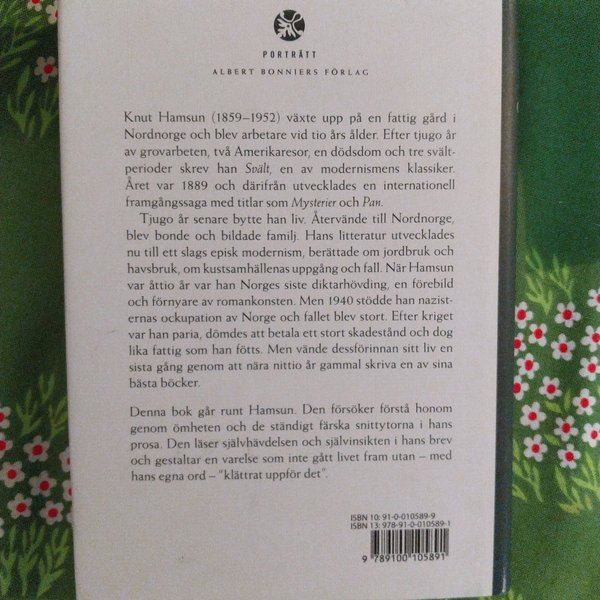 PORTRÄTT
ALBERT BONNIERS FÖRLAG
Knut Hamsun (1859–1952) växte upp på en fattig gård i
Nordnorge och blev arbetare vid tio års ålder. Efter tjugo år
av grovarbeten, två Amerikaresor, en dödsdom och tre svält-
perioder skrev han Svält, en av modernismens klassiker.
Året var 1889 och därifrån utvecklades en internationell
framgångssaga med titlar som Mysterier och Pan.
Tjugo år senare bytte han liv. Återvände till Nordnorge,
blev bonde och bildade familj. Hans litteratur utvecklades
nu till ett slags episk modernism, berättade om jordbruk och
havsbruk, om kustsamhällenas uppgång och fall. När Hamsun
var åttio år var han Norges siste diktarhövding, en förebild
och förnyare av romankonsten. Men 1940 stödde han nazist-
ernas ockupation av Norge och fallet blev stort. Efter kriget
var han paria, dömdes att betala ett stort skadestånd och dog
lika fattig som han fötts. Men vände dessförinnan sitt liv en
sista gång genom att nära nittio år gammal skriva en av sina
bästa böcker.
Denna bok går runt Hamsun. Den försöker förstå honom
genom ömheten och de ständigt färska snittytorna i hans
prosa. Den läser självhävdelsen och självinsikten i hans brev
och gestaltar en varelse som inte gått livet fram utan – med
hans egna ord – ”klättrat uppför det”.
ISBN 10: 91-0-010589-9
ISBN 13: 978-91-0-010589-1
9 789100 105891